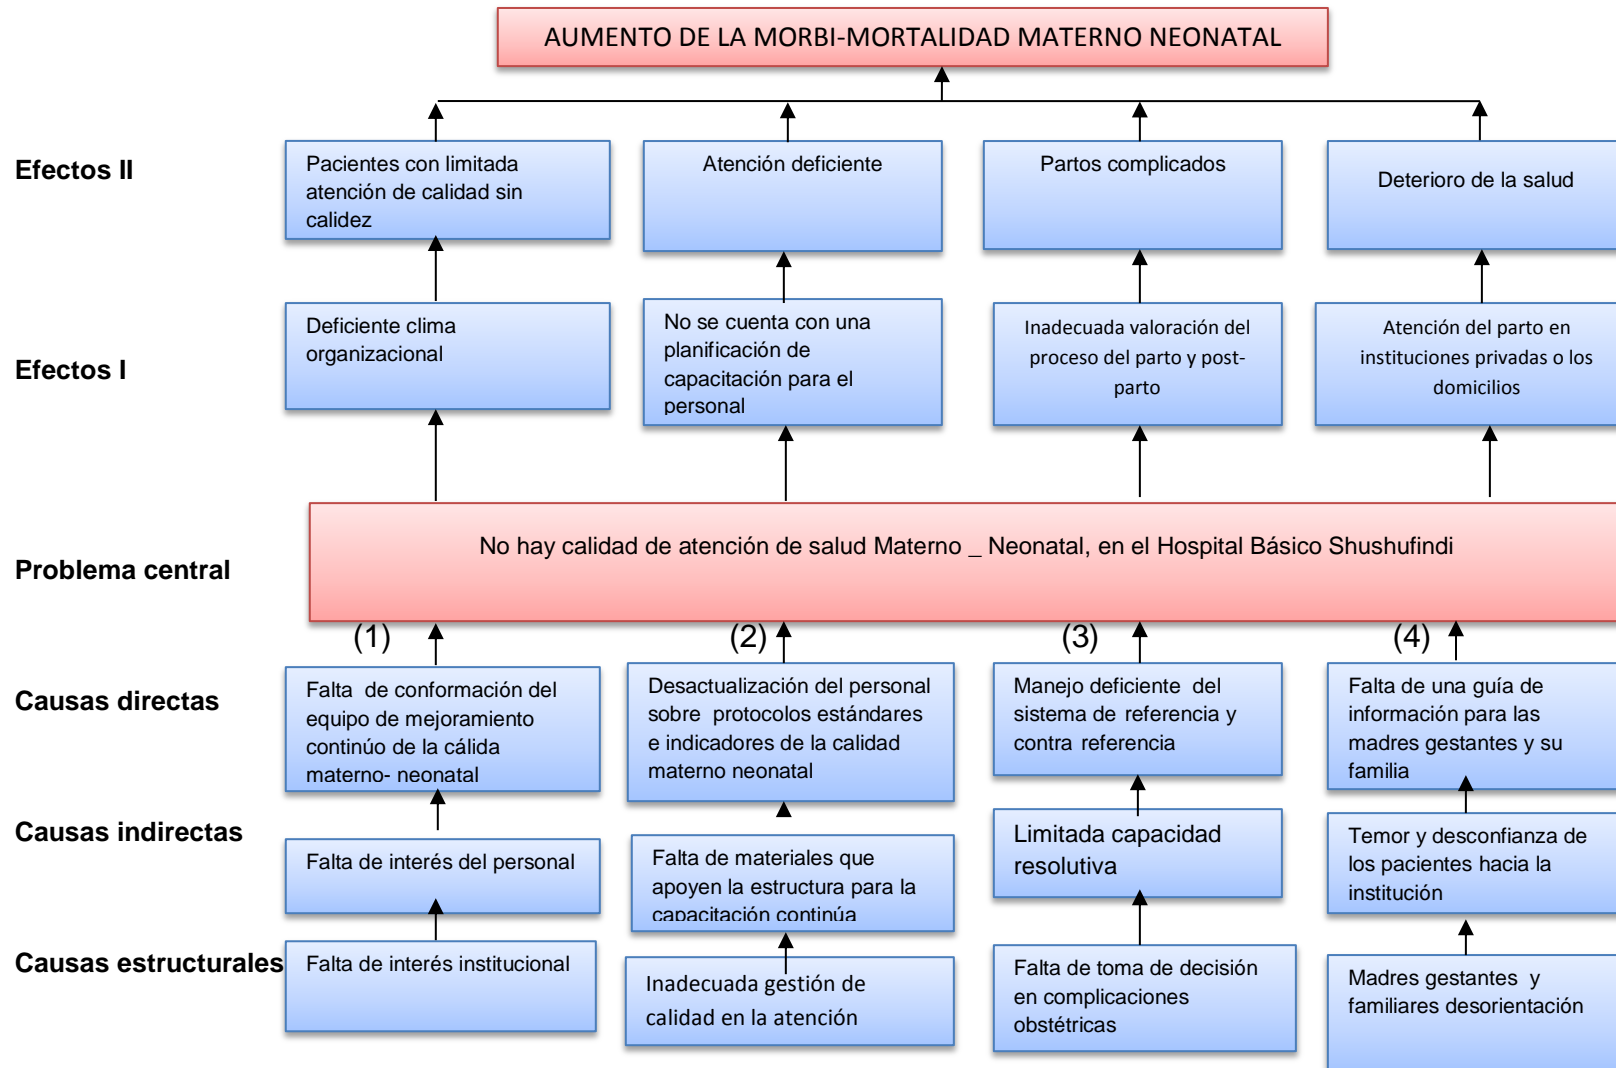 AUMENTO DE LA MORBI-MORTALIDAD MATERNO NEONATAL
Efectos II
Pacientes con limitada
atención de calidad sin
calidez
Atención deficiente
Partos complicados
Deterioro de la salud
Efectos I
Deficiente clima
organizacional
No se cuenta con una
planificación de
capacitación para el
personal
Inadecuada valoración del
proceso del parto y post-
parto
Atención del parto en
instituciones privadas o los
domicilios
Problema central
No hay calidad de atención de salud Materno _ Neonatal, en el Hospital Básico Shushufindi
(1)
(2)
(3)
(4)
Causas directas
Falta de conformación del
equipo de mejoramiento
continúo de la cálida
materno- neonatal
Desactualización del personal
sobre protocolos estándares
e indicadores de la calidad
materno neonatal
Manejo deficiente del
sistema de referencia y
contra referencia
Falta de una guía de
información para las
madres gestantes y su
familia
Causas indirectas
Falta de interés del personal
Falta de materiales que
apoyen la estructura para la
capacitación continúa
Limitada capacidad
resolutiva
Temor y desconfianza de
los pacientes hacia la
institución
Causas estructurales
Falta de interés institucional
Inadecuada gestión de
calidad en la atención
Falta de toma de decisión
en complicaciones
obstétricas
Madres gestantes y
familiares desorientación